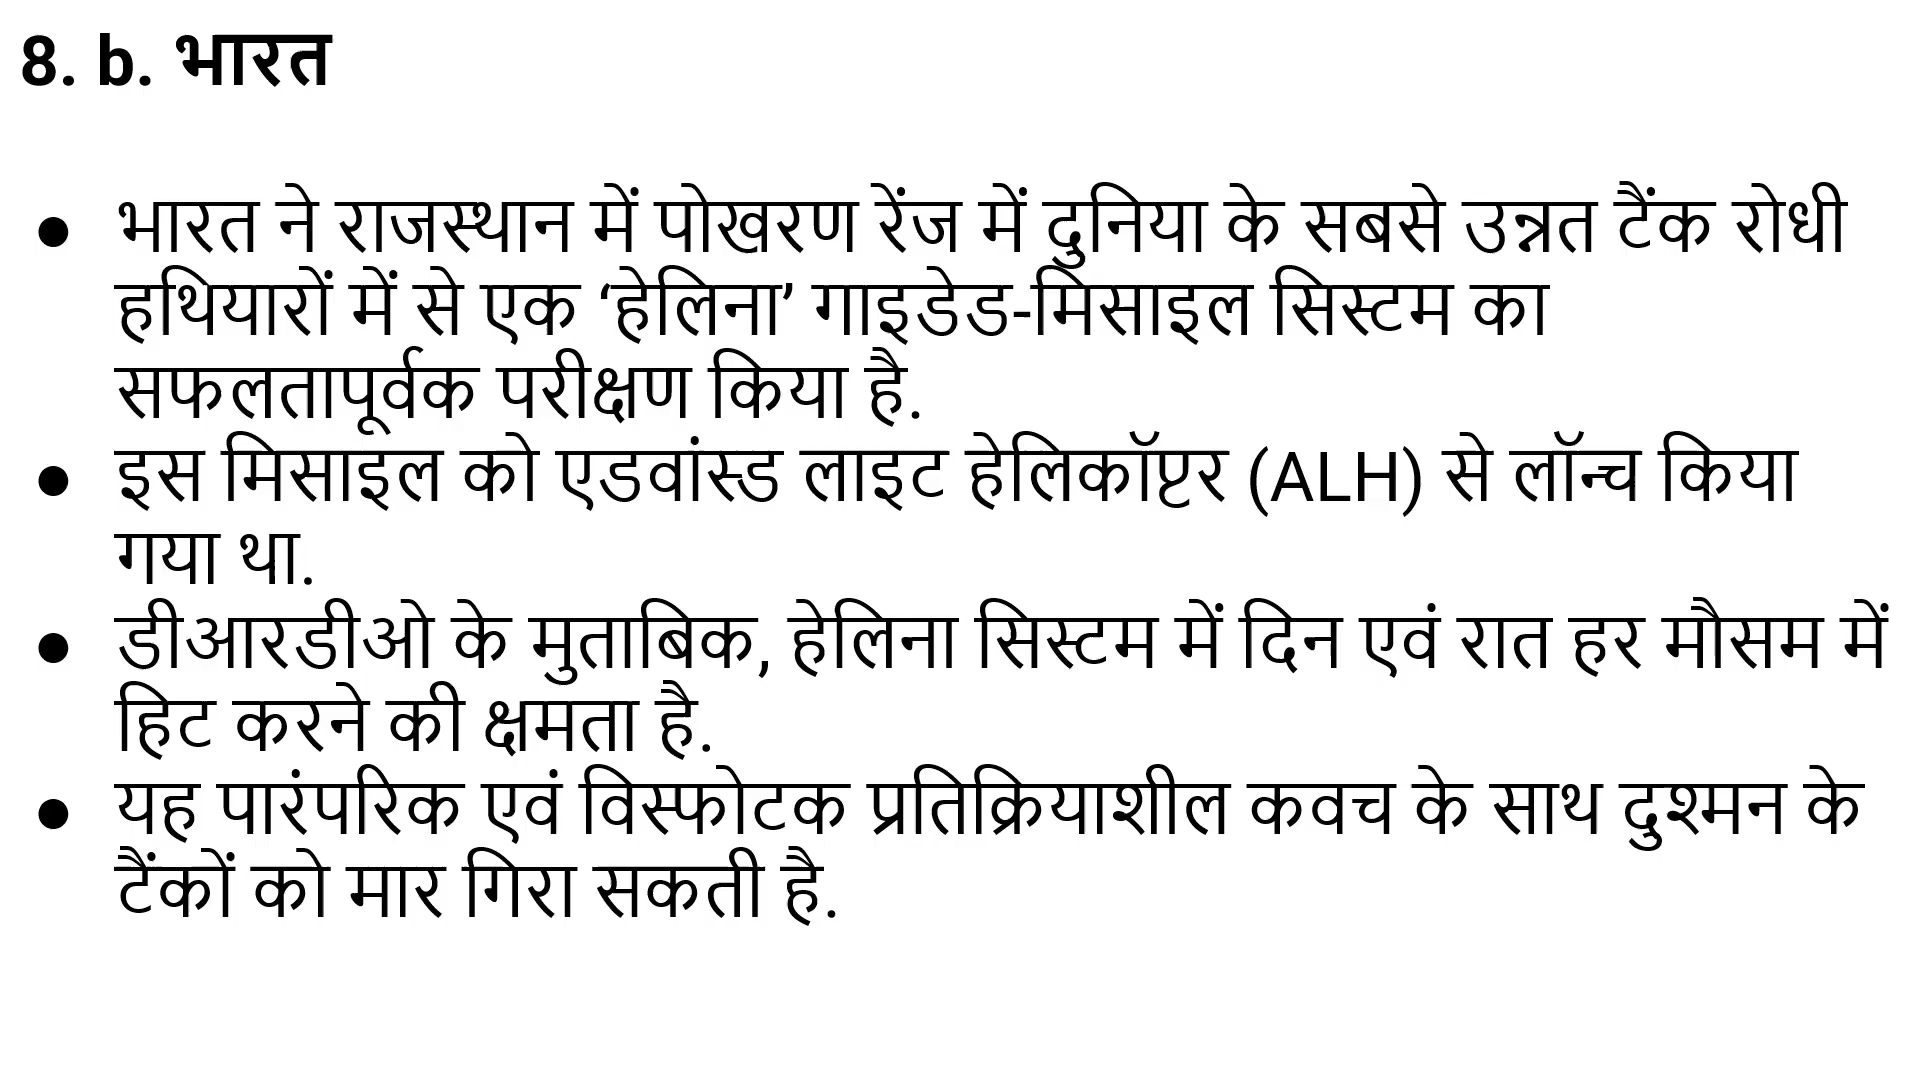 8. b. भारत
● भारत ने राजस्थान में पोखरण रेंज में दुनिया के सबसे उन्नत टैंक रोधी
हथियारों में से एक ‘हेलिना’ गाइडेड-मिसाइल सिस्टम का
सफलतापूर्वक परीक्षण किया है.
● इस मिसाइल को एडवांस्ड लाइट हेलिकॉप्टर (ALH) से लॉन्च किया
गया था.
● डीआरडीओ के मुताबिक, हेलिना सिस्टम में दिन एवं रात हर मौसम में
हिट करने की क्षमता है.
● यह पारंपरिक एवं विस्फोटक प्रतिक्रियाशील कवच के साथ दुश्मन के
टैंकों को मार गिरा सकती है.